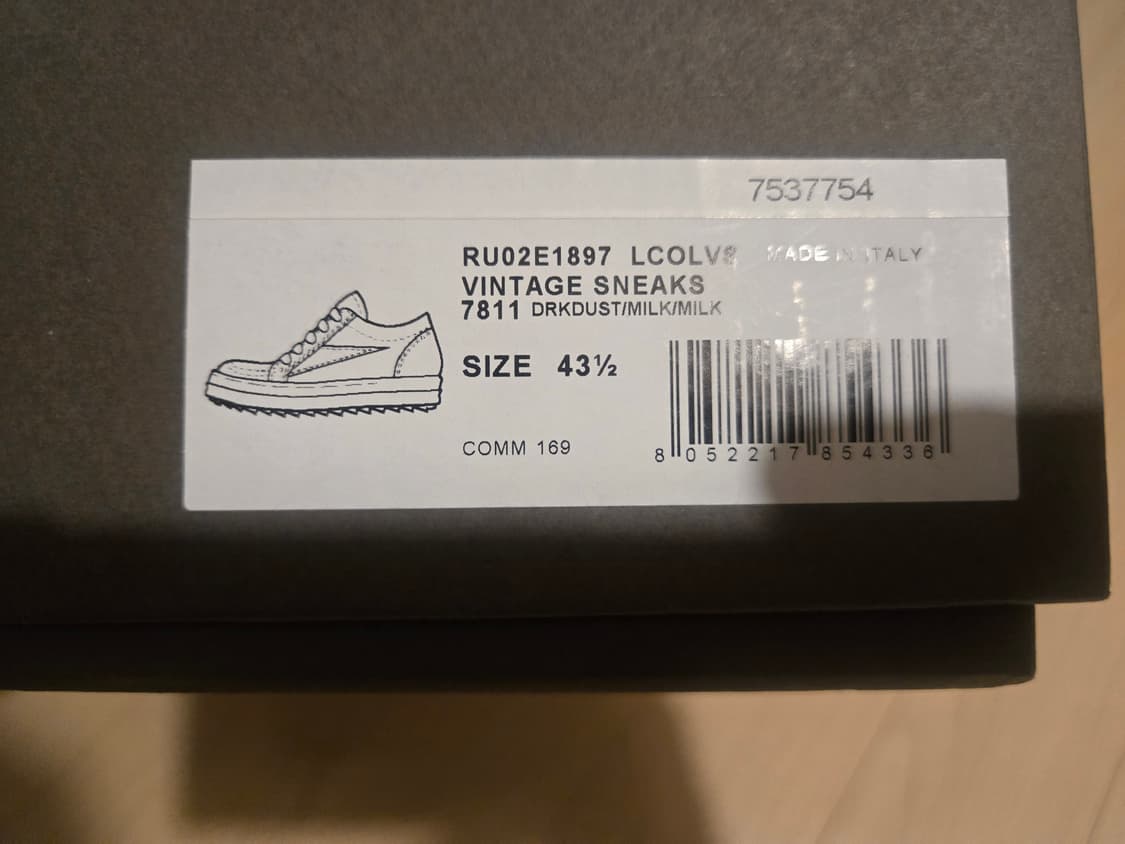 7537754
RU02E1897 LCOLVS MADE IN ITALY
VINTAGE SNEAKS
7811 DRKDUST/MILK/MILK
SIZE 43½
COMM 169
8 052217 854336